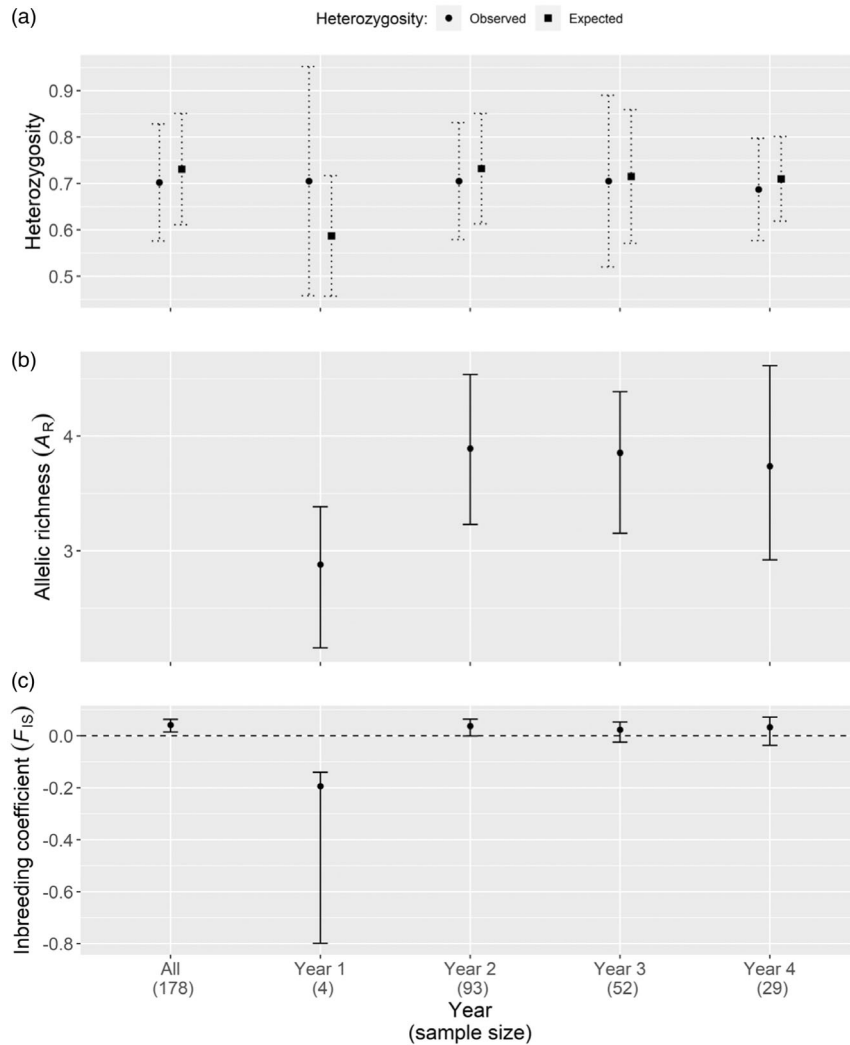 (a)
Heterozygosity: Observed Expected
Heterozygosity
0.9
0.8
0.7
0.6
0.5
(b)
Allelic richness (AR)
4
3
(c)
Inbreeding coefficient (FIS)
0.0
-0.2
-0.4
-0.6
-0.8
All Year 1 Year 2 Year 3 Year 4
(178) (4) (93) (52) (29)
Year
(sample size)